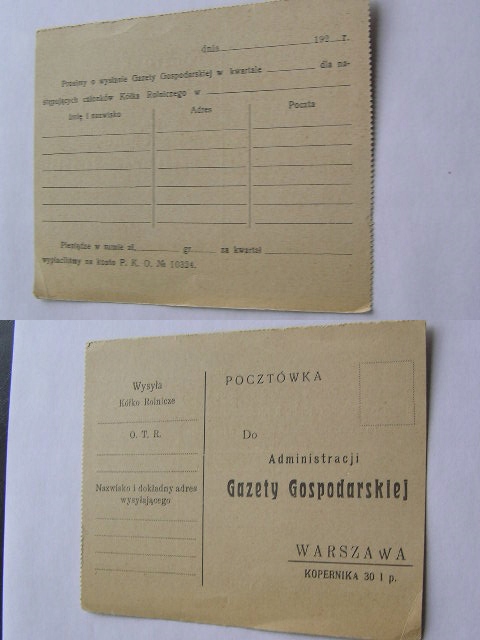 dnia 192 r.
Prosimy o wysłanie Gazety Gospodarskiej w kwartale dla na-
stępujących członków Kółka Rolniczego w
Imię i nazwisko Adres Poczta
Pieniądze w sumie zł. gr. za kwartał
wypłaciliśmy na konto P. K. O. № 10324.
Wysyła
Kółko Rolnicze
O. T. R.
Nazwisko i dokładny adres
wysyłającego
POCZTÓWKA
Do
Administracji
Gazety Gospodarskiej
WARSZAWA
KOPERNIKA 30 I p.